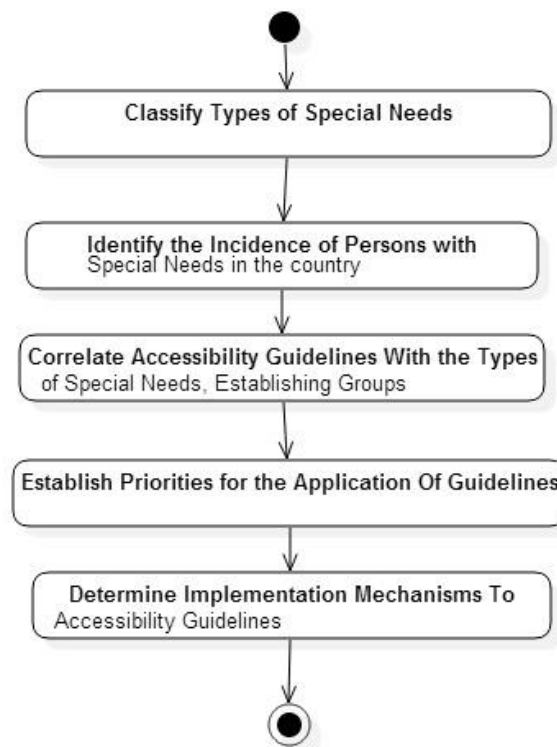 Classify Types of Special Needs
Identify the Incidence of Persons with
Special Needs in the country
Correlate Accessibility Guidelines With the Types
of Special Needs, Establishing Groups
Establish Priorities for the Application Of Guidelines
Determine Implementation Mechanisms To
Accessibility Guidelines